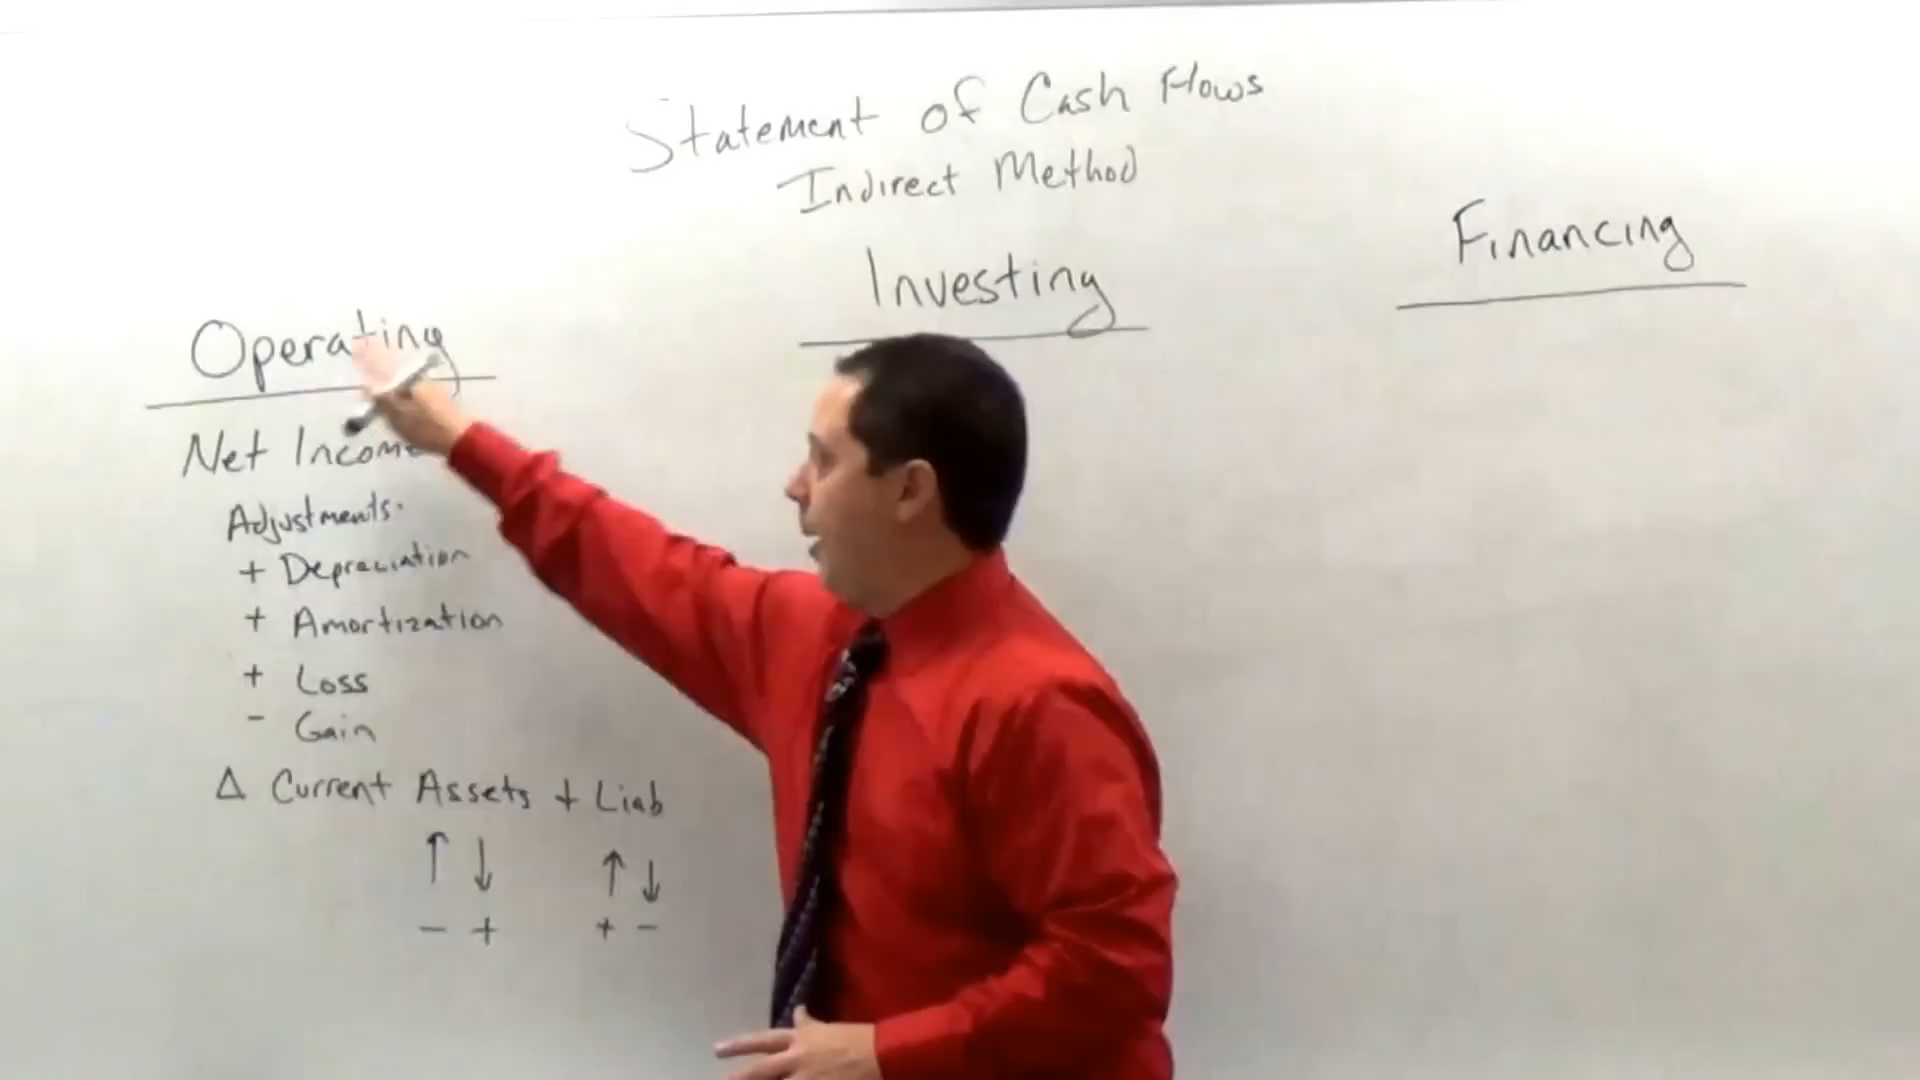 Statement of Cash Flows
Indirect Method
Operating
Investing
Financing
Net Income
Adjustments:
+ Depreciation
+ Amortization
+ Loss
- Gain
Δ Current Assets + Liab
↑ ↓ ↑ ↓
- + + -